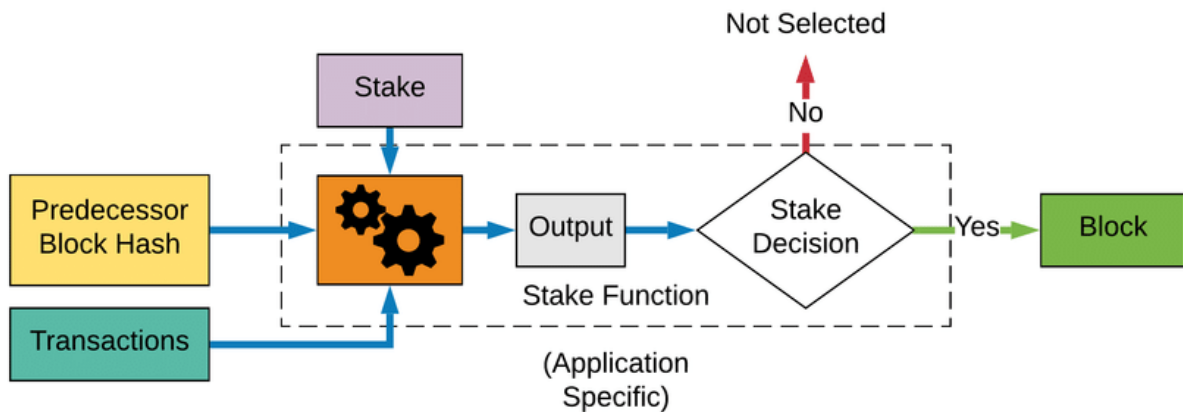 Not Selected
Stake
No
Predecessor
Block Hash
Output
Stake
Decision
Yes
Block
Stake Function
Transactions
(Application
Specific)